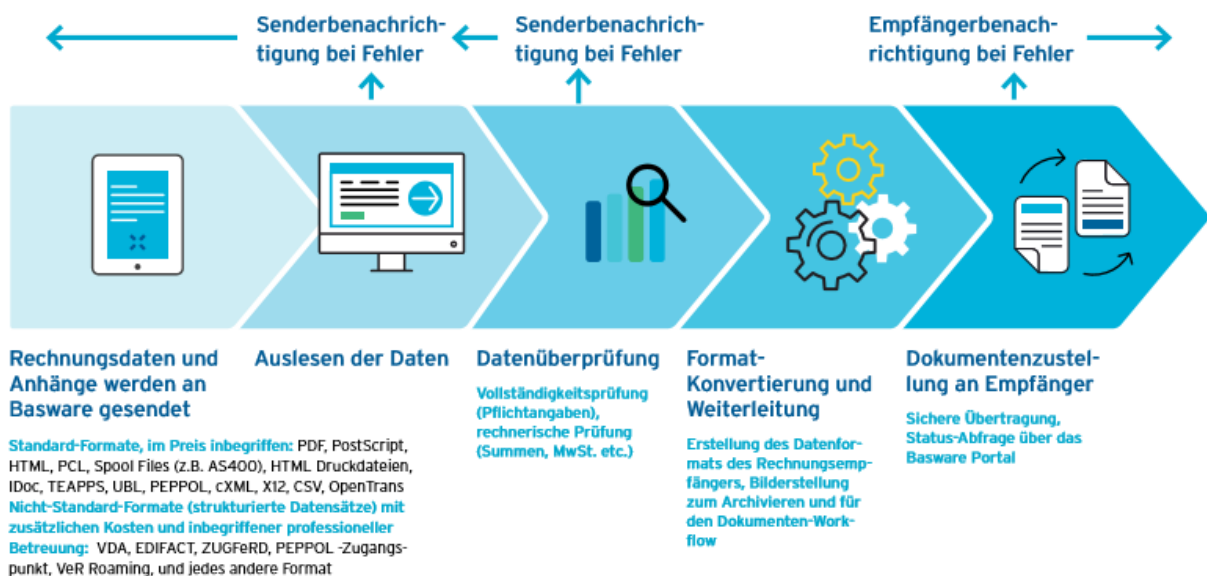 Senderbenachrich-
tigung bei Fehler
Senderbenachrich-
tigung bei Fehler
Empfängerbenach-
richtigung bei Fehler
Rechnungsdaten und
Anhänge werden an
Basware gesendet
Standard-Formate, im Preis inbegriffen: PDF, PostScript,
HTML, PCL, Spool Files (z.B. AS400), HTML Druckdateien,
IDoc, TEAPPS, UBL, PEPPOL, cXML, X12, CSV, OpenTrans
Nicht-Standard-Formate (strukturierte Datensätze) mit
zusätzlichen Kosten und inbegriffener professioneller
Betreuung: VDA, EDIFACT, ZUGFeRD, PEPPOL -Zugangs-
punkt, VeR Roaming, und jedes andere Format
Auslesen der Daten
Datenüberprüfung
Vollständigkeitsprüfung
(Pflichtangaben),
rechnerische Prüfung
(Summen, MwSt. etc.)
Format-
Konvertierung und
Weiterleitung
Erstellung des Datenfor-
mats des Rechnungsemp-
fängers, Bilderstellung
zum Archivieren und für
den Dokumenten-Work-
flow
Dokumentenzustel-
lung an Empfänger
Sichere Übertragung,
Status-Abfrage über das
Basware Portal